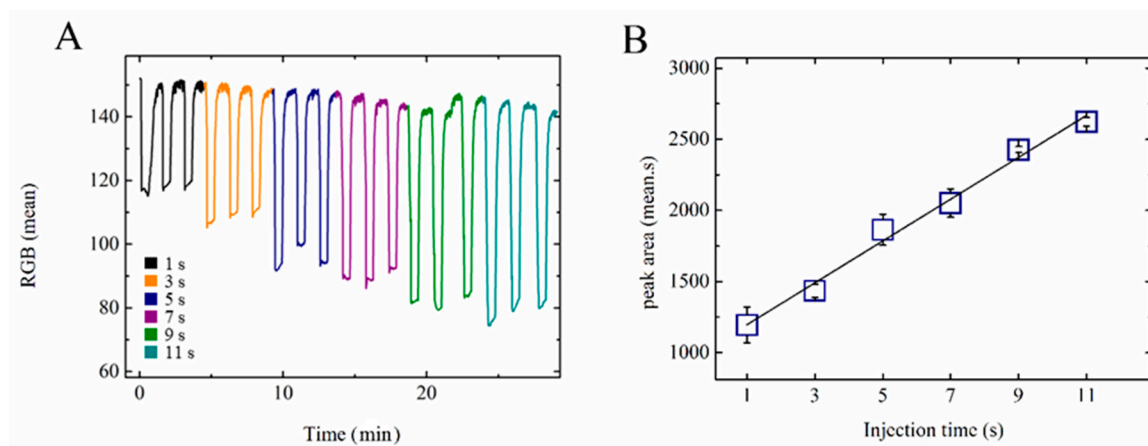 A
RGB (mean)
140
120
100
80
60
1 s
3 s
5 s
7 s
9 s
11 s
0
10
20
Time (min)
B
peak area (mean.s)
3000
2500
2000
1500
1000
1
3
5
7
9
11
Injection time (s)